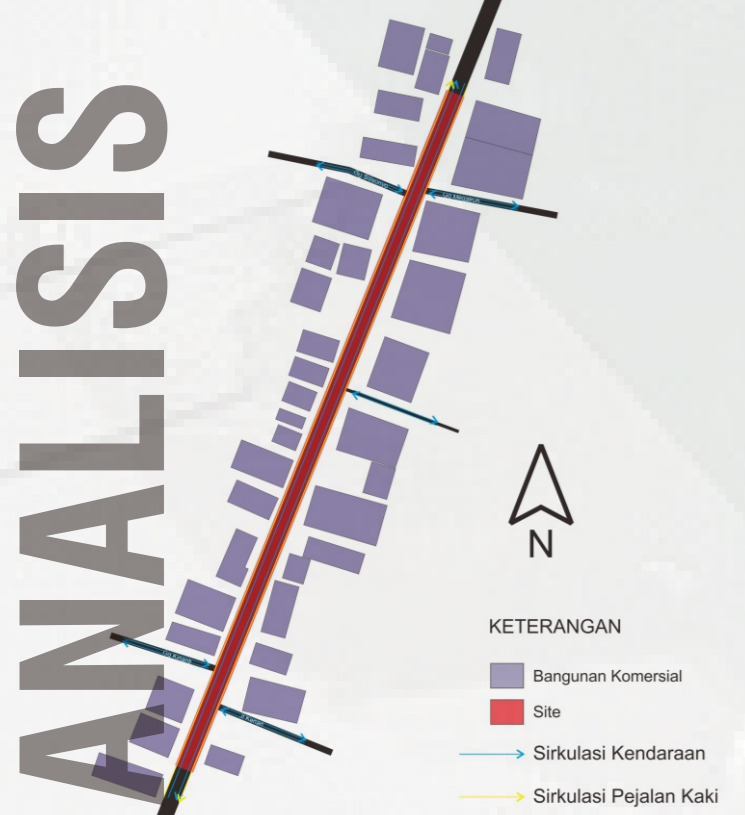 ANALISIS
N
KETERANGAN
Bangunan Komersial
Site
Sirkulasi Kendaraan
Sirkulasi Pejalan Kaki